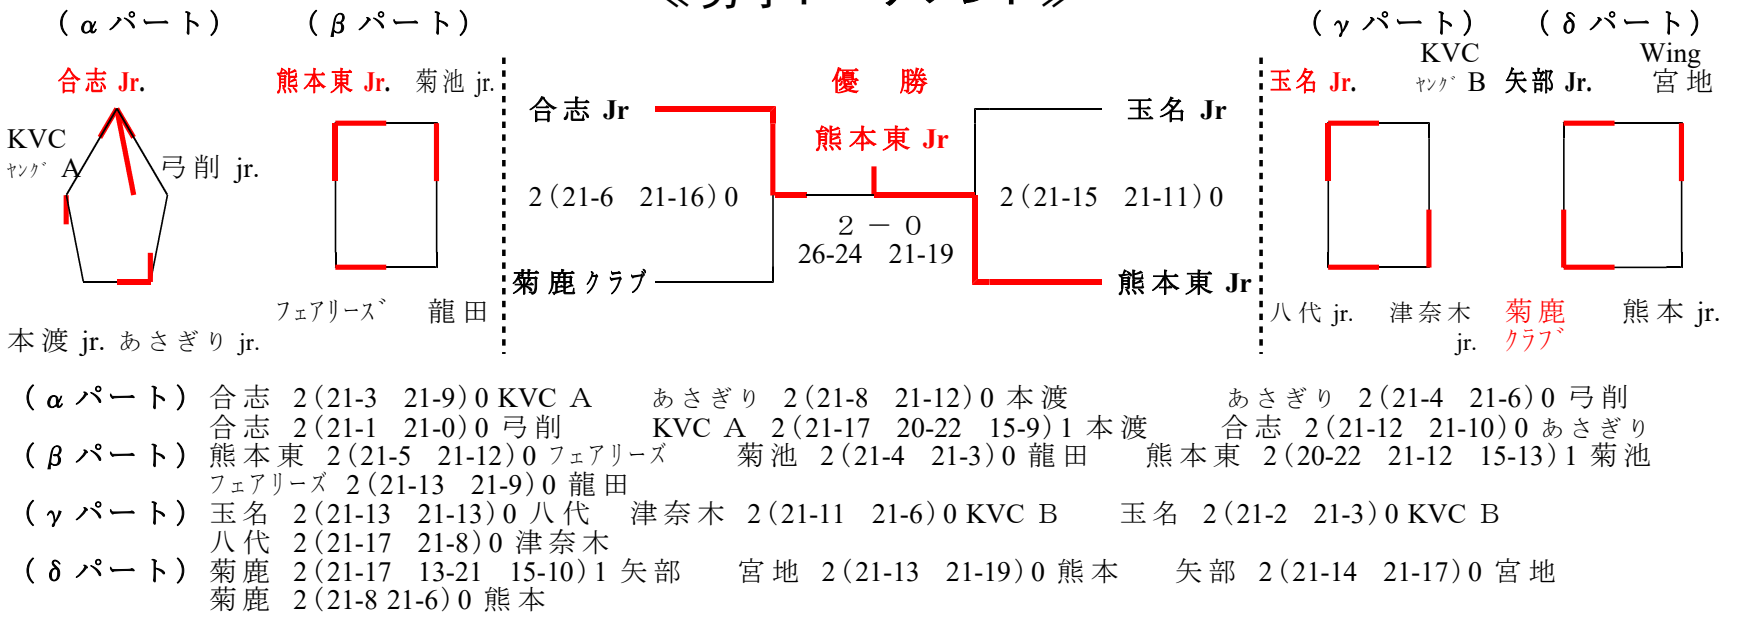 (αパート) (βパート) (γパート) (δパート)
KVC Wing
合志 Jr. 熊本東 Jr. 菊池 jr. 優 勝 玉名 Jr. ﾔﾝｸﾞ B 矢部 Jr. 宮地
合志 Jr 玉名 Jr
KVC 熊本東 Jr
ﾔﾝｸﾞ A 弓削 jr.
2(21-6 21-16)0 2(21-15 21-11)0
2 － 0
26-24 21-19
菊鹿クラブ 熊本東 Jr
フェアリーズ 龍田 八代 jr. 津奈木 菊鹿 熊本 jr.
本渡 jr. あさぎり jr. jr. クラブ
(αパート) 合志 2(21-3 21-9)0 KVC A あさぎり 2(21-8 21-12)0 本渡 あさぎり 2(21-4 21-6)0 弓削
合志 2(21-1 21-0)0 弓削 KVC A 2(21-17 20-22 15-9)1 本渡 合志 2(21-12 21-10)0 あさぎり
(βパート) 熊本東 2(21-5 21-12)0 フェアリーズ 菊池 2(21-4 21-3)0 龍田 熊本東 2(20-22 21-12 15-13)1 菊池
フェアリーズ 2(21-13 21-9)0 龍田
(γパート) 玉名 2(21-13 21-13)0 八代 津奈木 2(21-11 21-6)0 KVC B 玉名 2(21-2 21-3)0 KVC B
八代 2(21-17 21-8)0 津奈木
(δパート) 菊鹿 2(21-17 13-21 15-10)1 矢部 宮地 2(21-13 21-19)0 熊本 矢部 2(21-14 21-17)0 宮地
菊鹿 2(21-8 21-6)0 熊本